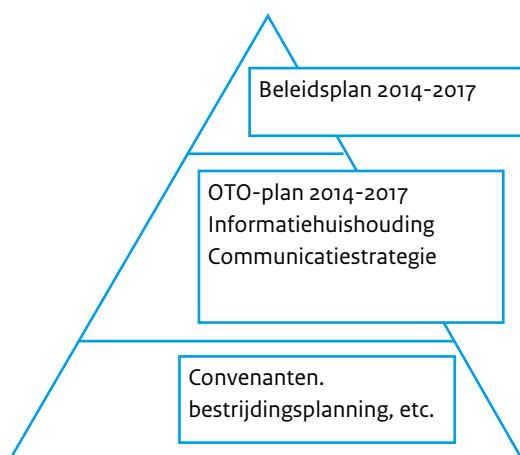 Beleidsplan 2014-2017
OTO-plan 2014-2017
Informatiehuishouding
Communicatiestrategie
Convenanten.
bestrijdingsplanning, etc.